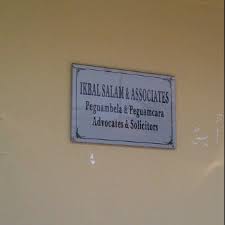 IKBAL SALAM & ASSOCIATES
Peguambela & Peguamcara
Advocates & Solicitors